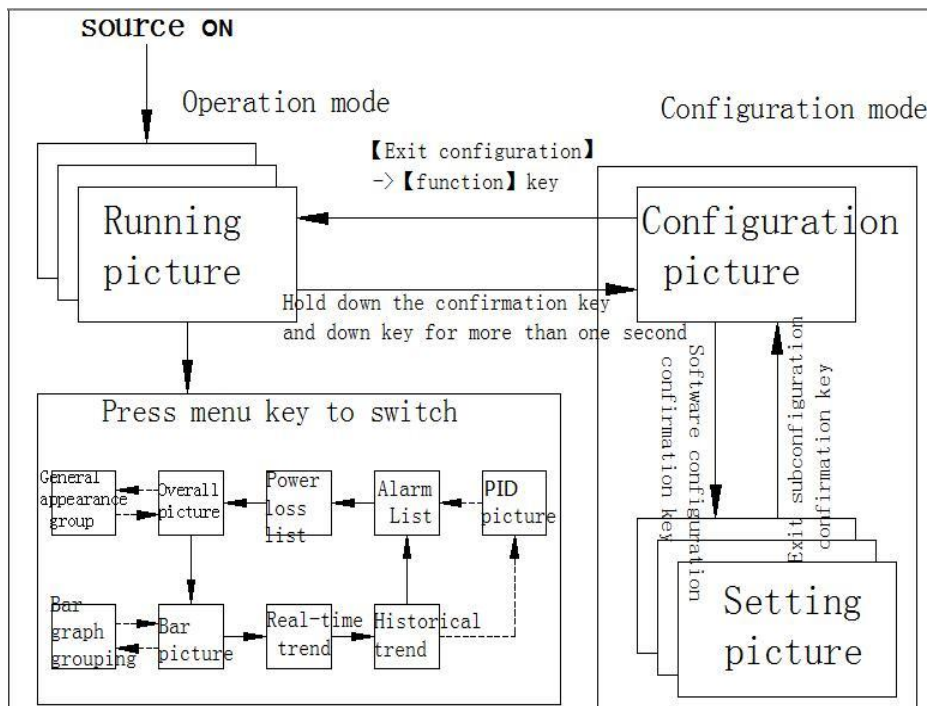 source ON
Operation mode
Configuration mode
【Exit configuration】
->【function】key
Running
picture
Configuration
picture
Hold down the confirmation key
and down key for more than one second
Software configuration
confirmation key
Exit subconfiguration
confirmation key
Press menu key to switch
General
appearance
group
Overall
picture
Power
loss
list
Alarm
List
PID
picture
Bar
graph
grouping
Bar
picture
Real-time
trend
Historical
trend
Setting
picture